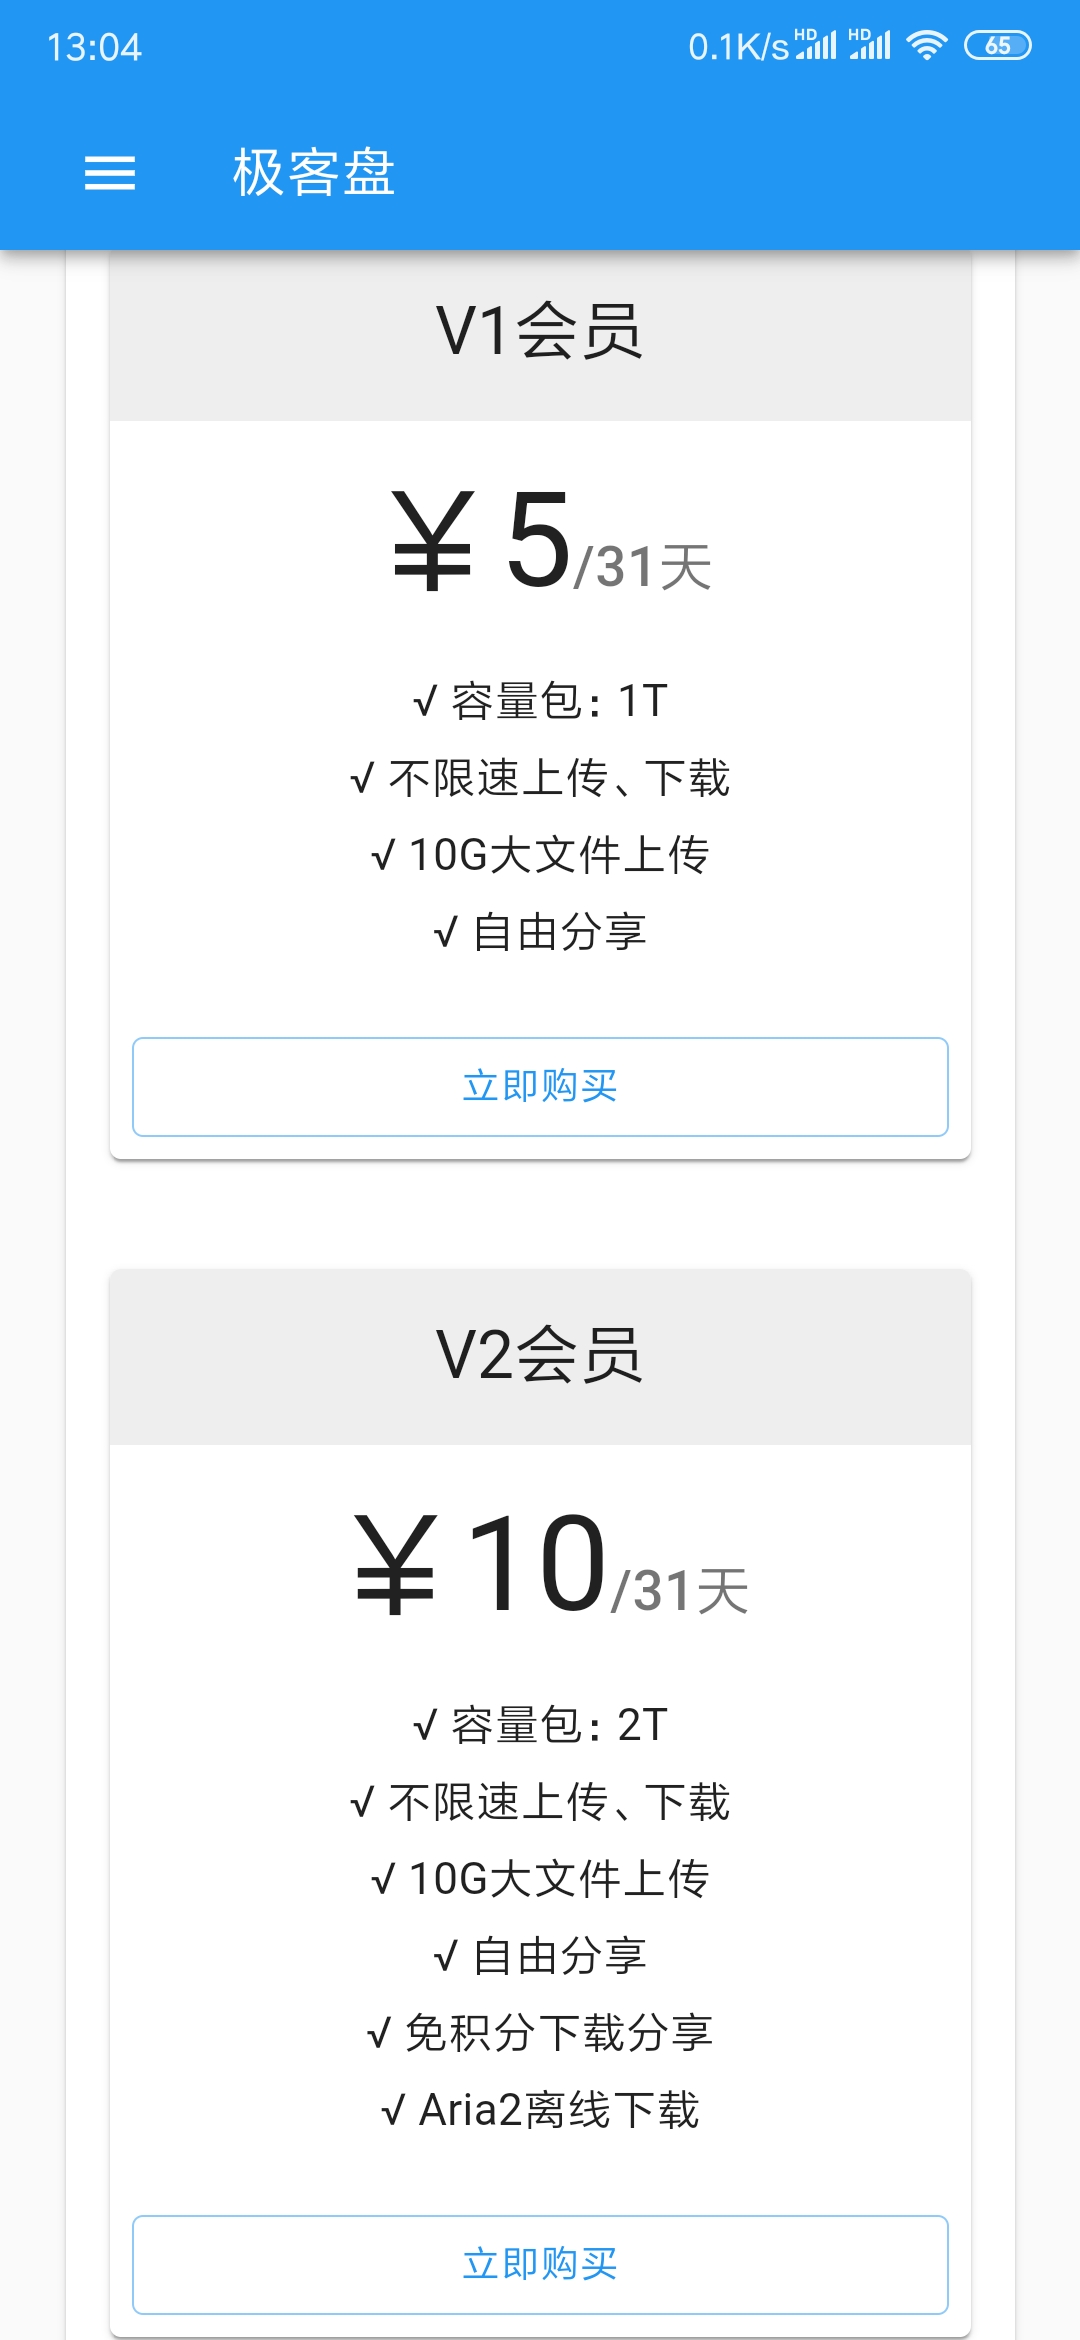 13:04 0.1K/s HD HD 65
极客盘
V1会员
¥ 5/31天
√ 容量包：1T
√ 不限速上传、下载
√ 10G大文件上传
√ 自由分享
立即购买
V2会员
¥ 10/31天
√ 容量包：2T
√ 不限速上传、下载
√ 10G大文件上传
√ 自由分享
√ 免积分下载分享
√ Aria2离线下载
立即购买